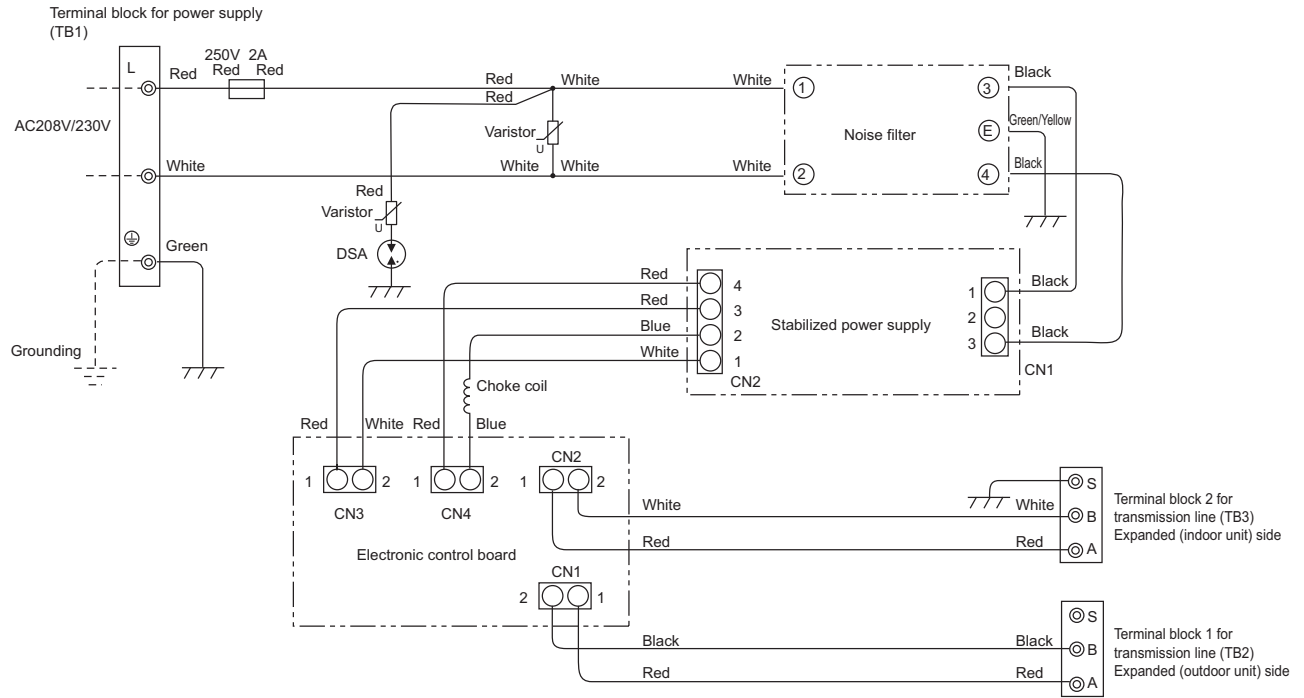 Terminal block for power supply
(TB1)
L
Red
250V 2A
Red Red
Red
Red
White
White
AC208V/230V
Varistor
U
White
White
White
White
Red
Varistor
U
DSA
Green
Grounding
1
2
Noise filter
3
E
4
Black
Green/Yellow
Black
Red
Red
Blue
White
4
3
2
1
CN2
Stabilized power supply
1
2
3
CN1
Black
Black
Choke coil
Red
White
Red
Blue
1
2
CN3
1
2
CN4
CN2
1
2
Electronic control board
CN1
2
1
White
Red
White
Red
S
B
A
Terminal block 2 for
transmission line (TB3)
Expanded (indoor unit) side
Black
Red
Black
Red
S
B
A
Terminal block 1 for
transmission line (TB2)
Expanded (outdoor unit) side